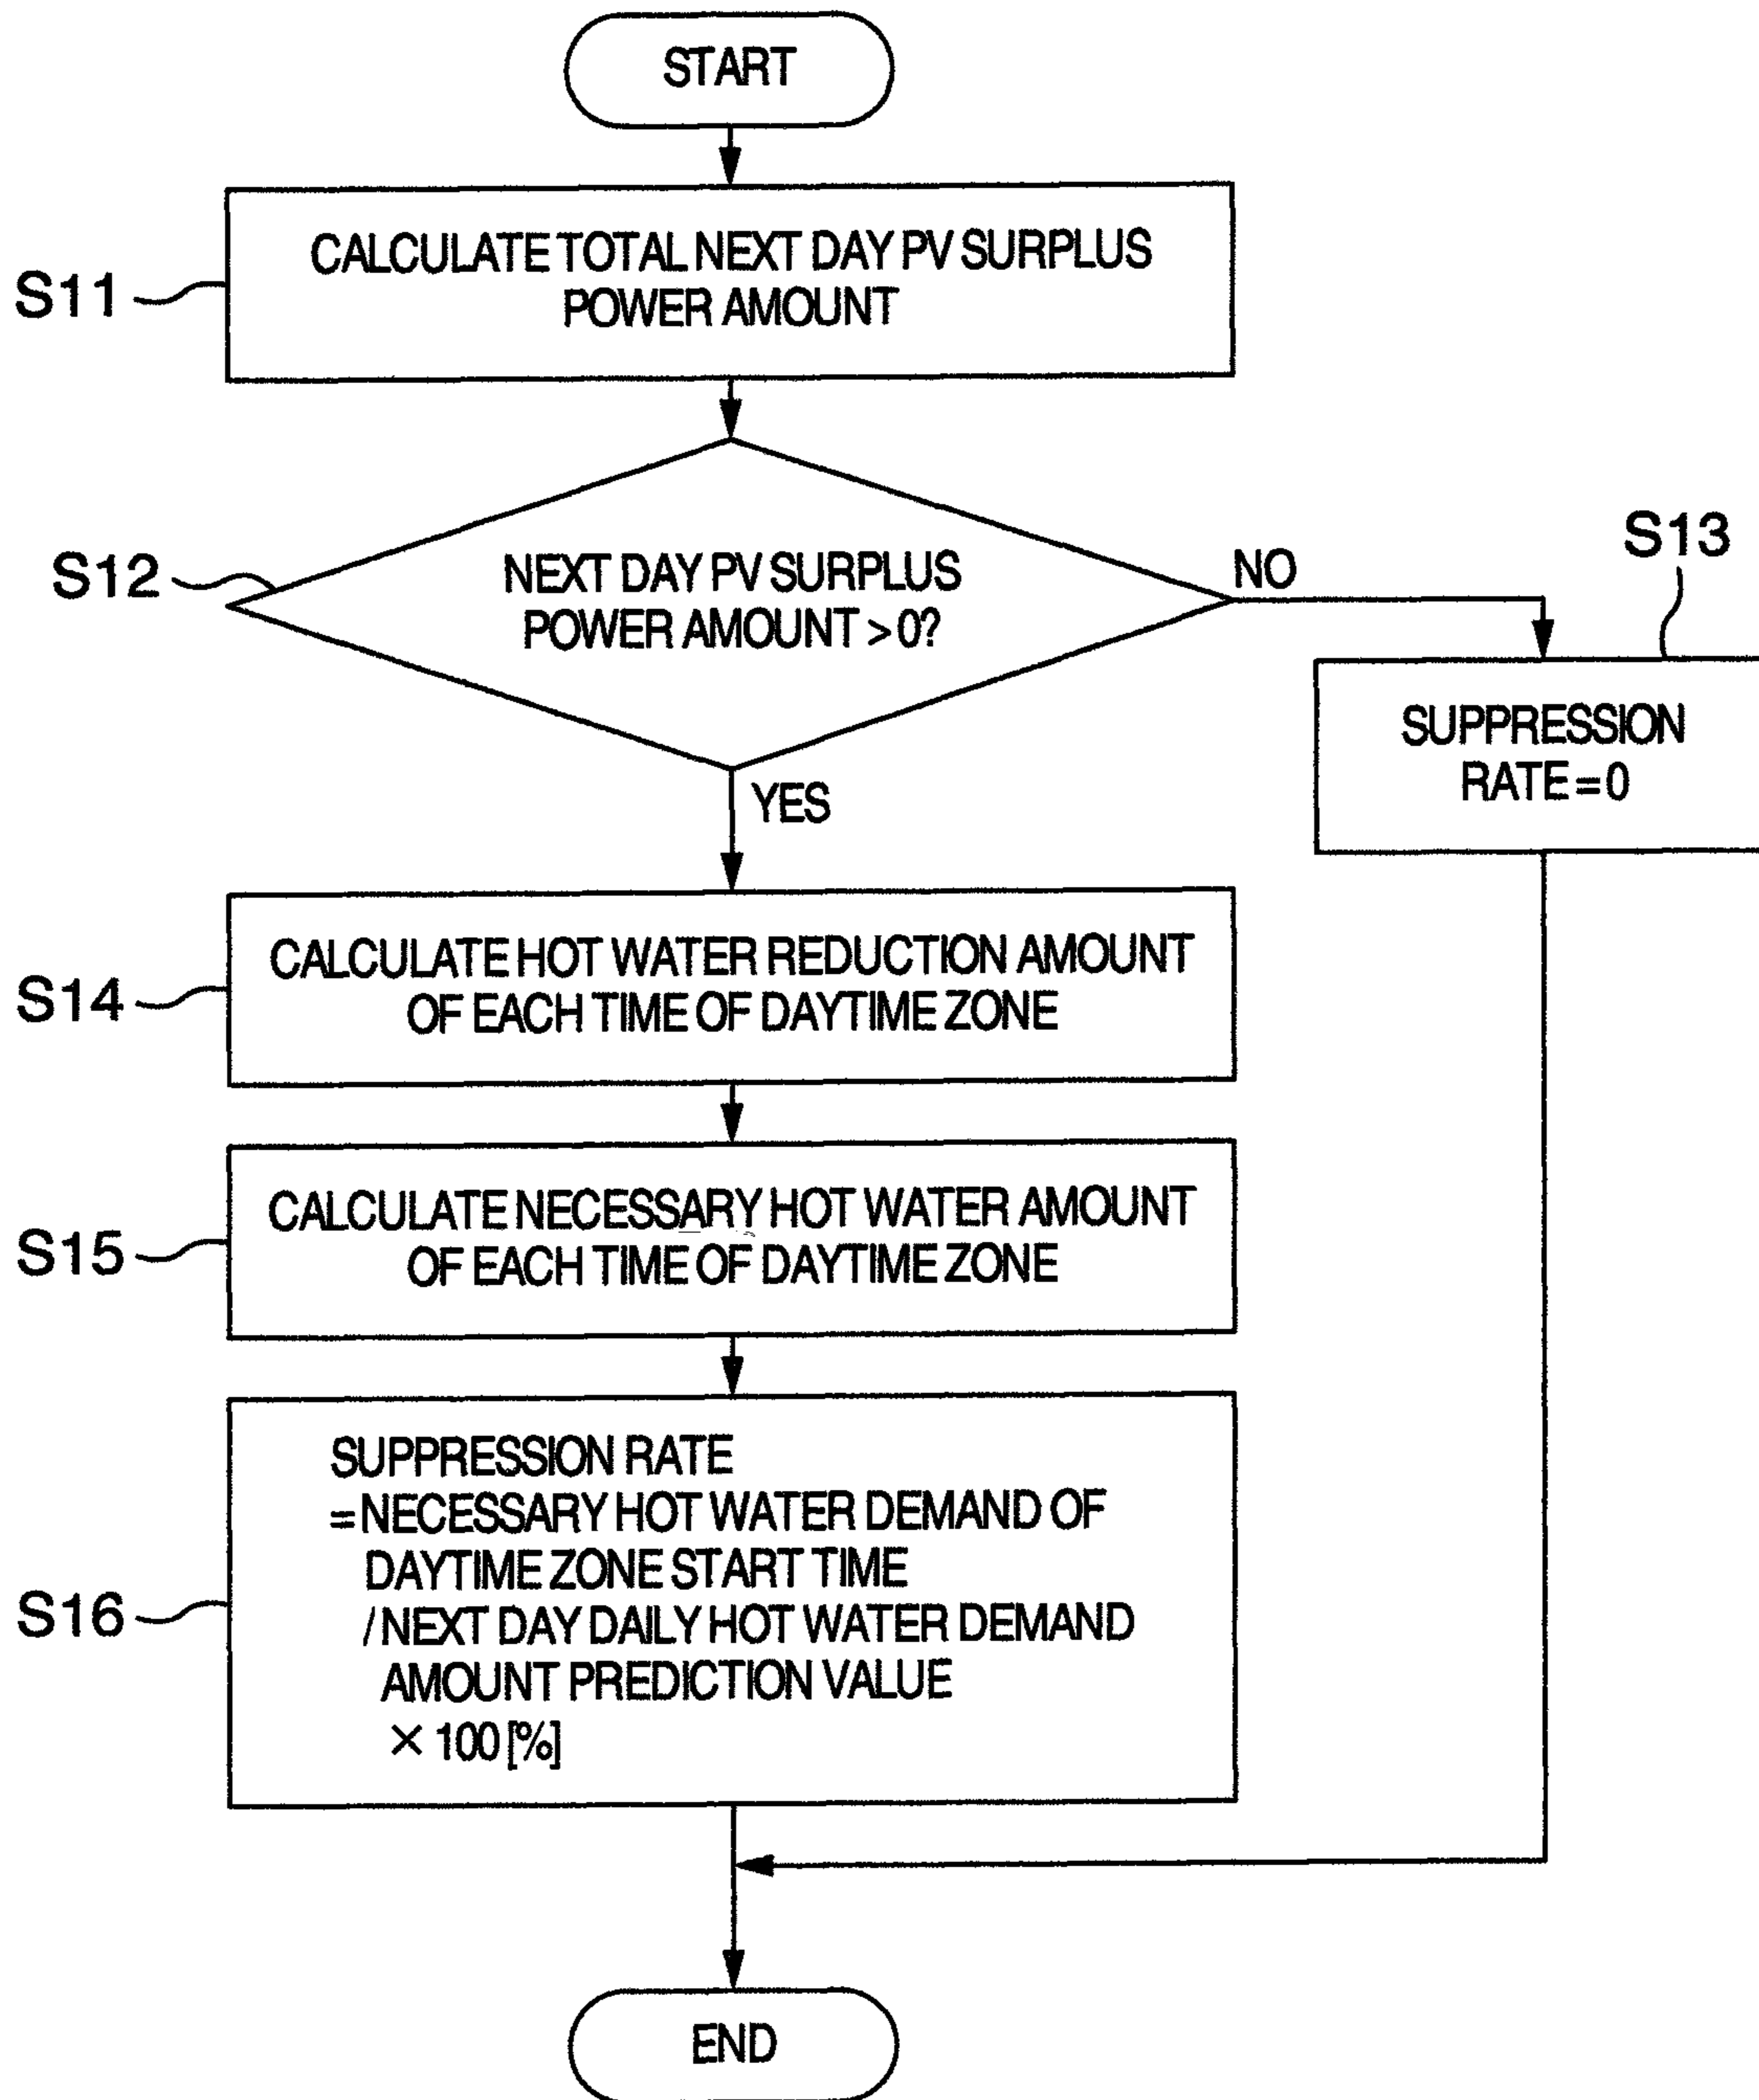 START
S11
CALCULATE TOTAL NEXT DAY PV SURPLUS
POWER AMOUNT
S12
NEXT DAY PV SURPLUS
POWER AMOUNT > 0?
NO
YES
S13
SUPPRESSION
RATE = 0
S14
CALCULATE HOT WATER REDUCTION AMOUNT
OF EACH TIME OF DAYTIME ZONE
S15
CALCULATE NECESSARY HOT WATER AMOUNT
OF EACH TIME OF DAYTIME ZONE
S16
SUPPRESSION RATE
= NECESSARY HOT WATER DEMAND OF
DAYTIME ZONE START TIME
/ NEXT DAY DAILY HOT WATER DEMAND
AMOUNT PREDICTION VALUE
× 100 [%]
END